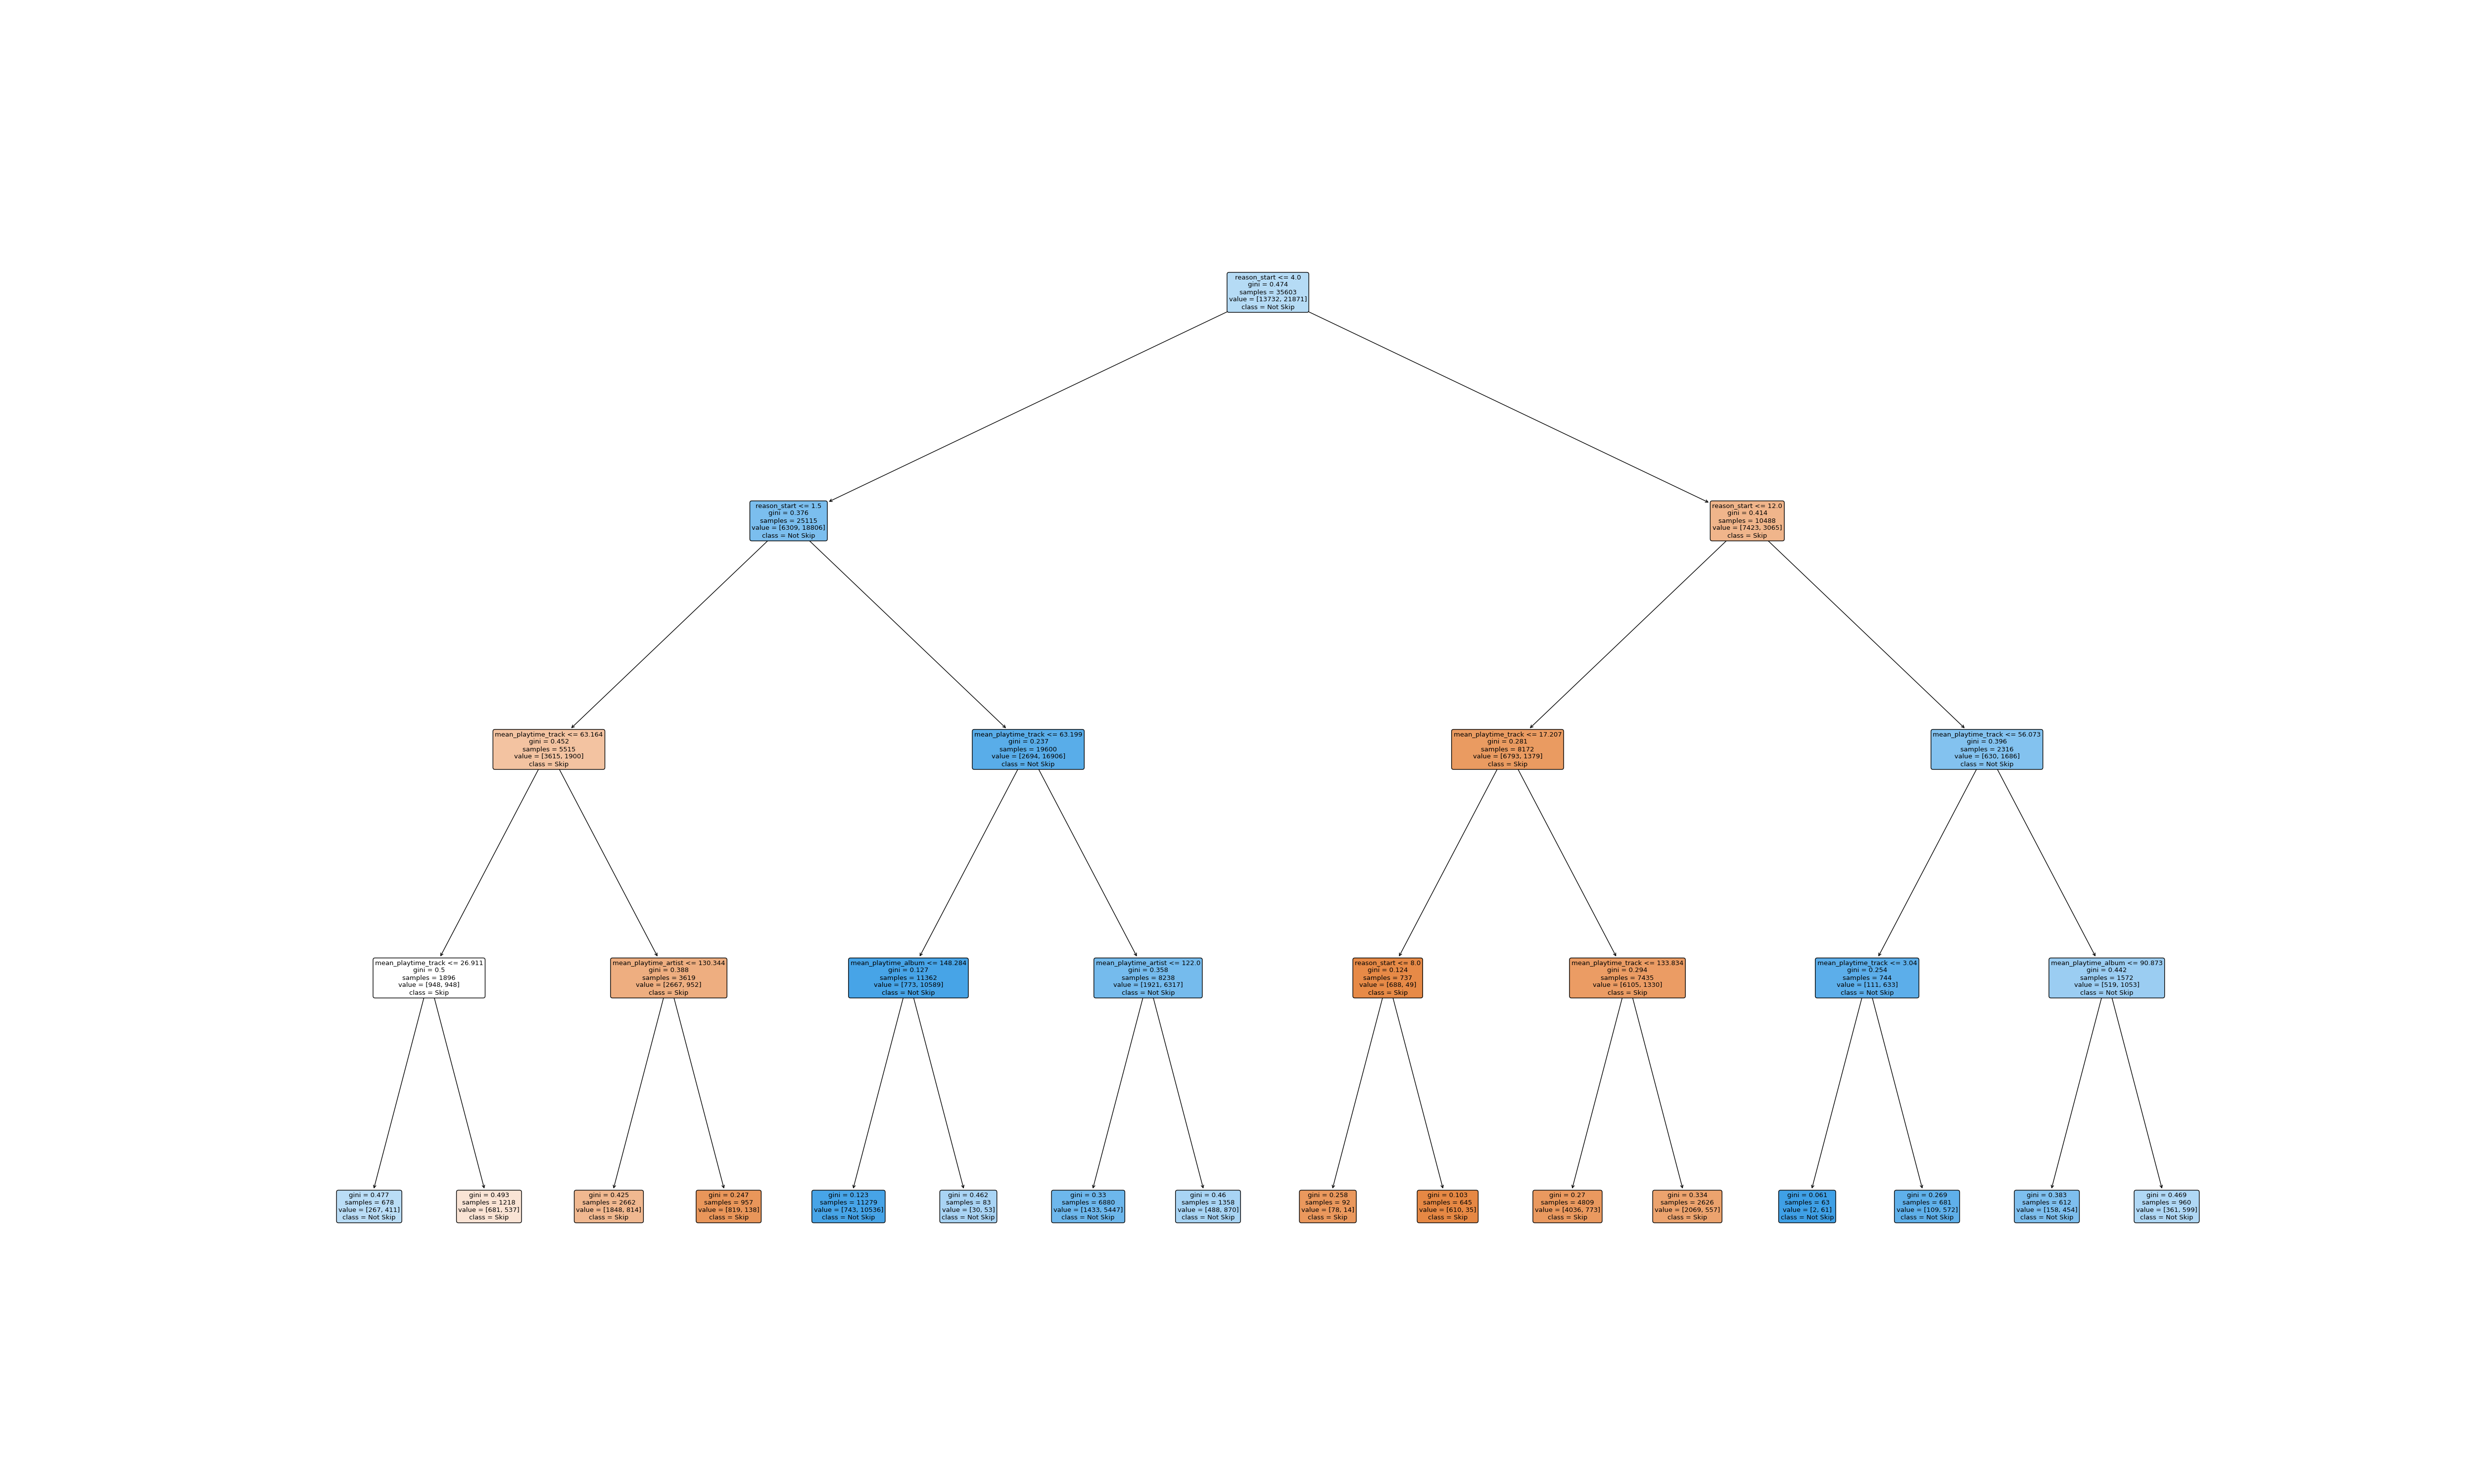 reason_start <= 4.0
gini = 0.474
samples = 35603
value = [13732, 21871]
class = Not Skip
reason_start <= 1.5
gini = 0.376
samples = 25115
value = [6309, 18806]
class = Not Skip
reason_start <= 12.0
gini = 0.414
samples = 10488
value = [7423, 3065]
class = Skip
mean_playtime_track <= 63.164
gini = 0.452
samples = 5515
value = [3615, 1900]
class = Skip
mean_playtime_track <= 63.199
gini = 0.237
samples = 19600
value = [2694, 16906]
class = Not Skip
mean_playtime_track <= 17.207
gini = 0.281
samples = 8172
value = [6793, 1379]
class = Skip
mean_playtime_track <= 56.073
gini = 0.396
samples = 2316
value = [630, 1686]
class = Not Skip
mean_playtime_track <= 26.911
gini = 0.5
samples = 1896
value = [948, 948]
class = Skip
mean_playtime_artist <= 130.344
gini = 0.388
samples = 3619
value = [2667, 952]
class = Skip
mean_playtime_album <= 148.284
gini = 0.127
samples = 11362
value = [773, 10589]
class = Not Skip
mean_playtime_artist <= 122.0
gini = 0.358
samples = 8238
value = [1921, 6317]
class = Not Skip
reason_start <= 8.0
gini = 0.124
samples = 737
value = [688, 49]
class = Skip
mean_playtime_track <= 133.834
gini = 0.294
samples = 7435
value = [6105, 1330]
class = Skip
mean_playtime_track <= 3.04
gini = 0.254
samples = 744
value = [111, 633]
class = Not Skip
mean_playtime_album <= 90.873
gini = 0.442
samples = 1572
value = [519, 1053]
class = Not Skip
gini = 0.477
samples = 678
value = [267, 411]
class = Not Skip
gini = 0.493
samples = 1218
value = [681, 537]
class = Skip
gini = 0.425
samples = 2662
value = [1848, 814]
class = Skip
gini = 0.247
samples = 957
value = [819, 138]
class = Skip
gini = 0.123
samples = 11279
value = [743, 10536]
class = Not Skip
gini = 0.462
samples = 83
value = [30, 53]
class = Not Skip
gini = 0.33
samples = 6880
value = [1433, 5447]
class = Not Skip
gini = 0.46
samples = 1358
value = [488, 870]
class = Not Skip
gini = 0.258
samples = 92
value = [78, 14]
class = Skip
gini = 0.103
samples = 645
value = [610, 35]
class = Skip
gini = 0.27
samples = 4809
value = [4036, 773]
class = Skip
gini = 0.334
samples = 2626
value = [2069, 557]
class = Skip
gini = 0.061
samples = 63
value = [2, 61]
class = Not Skip
gini = 0.269
samples = 681
value = [109, 572]
class = Not Skip
gini = 0.383
samples = 612
value = [158, 454]
class = Not Skip
gini = 0.469
samples = 960
value = [361, 599]
class = Not Skip